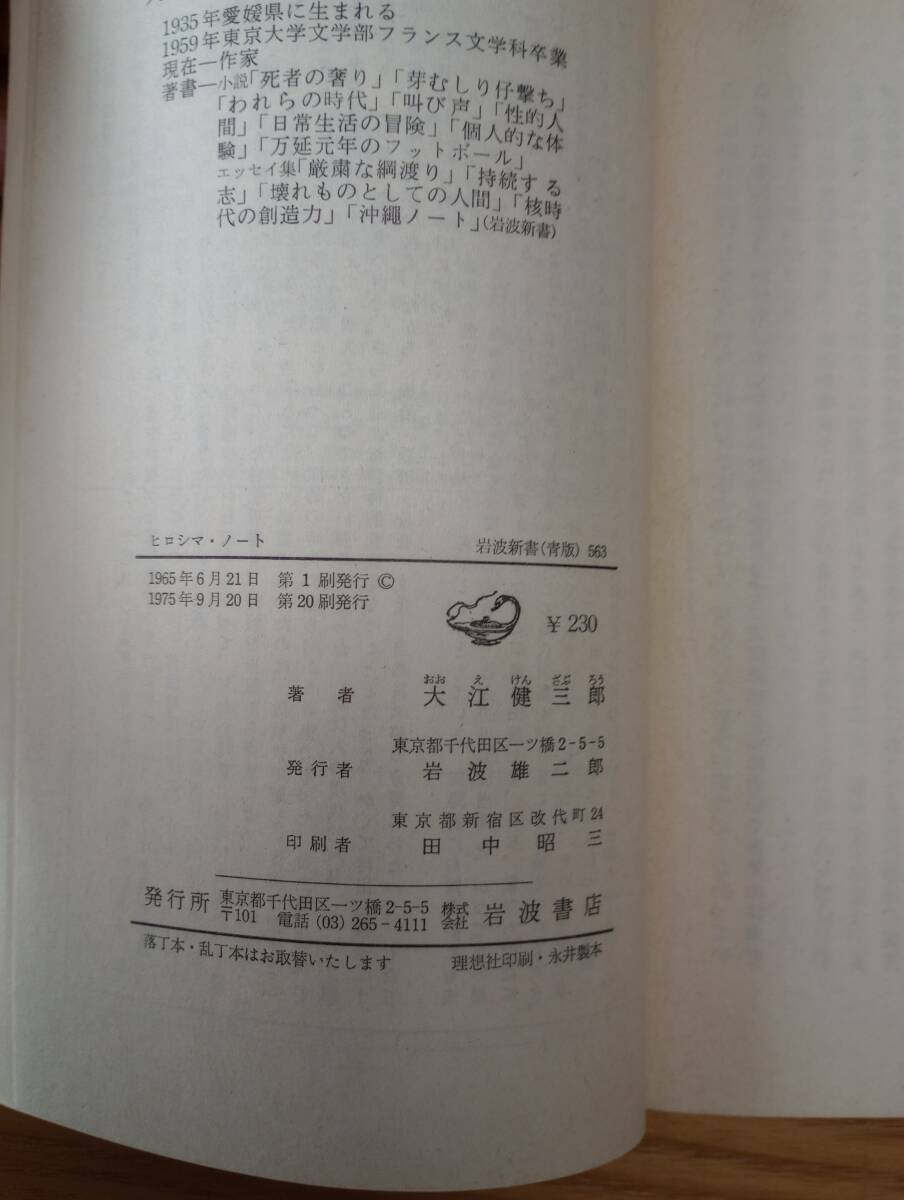 1935年愛媛県に生まれる
1959年東京大学文学部フランス文学科卒業
現在―作家
著書―小説「死者の奢り」「芽むしり仔撃ち」
「われらの時代」「叫び声」「性的人
間」「日常生活の冒険」「個人的な体
験」「万延元年のフットボール」
エッセイ集「厳粛な綱渡り」「持続する
志」「壊れものとしての人間」「核時
代の創造力」「沖縄ノート」(岩波新書)
ヒロシマ・ノート 岩波新書(青版) 563
1965年6月21日 第1刷発行 ©
1975年9月20日 第20刷発行
¥ 230
おお え けん ざぶ ろう
著者 大江健三郎
東京都千代田区一ツ橋2-5-5
発行者 岩波雄二郎
東京都新宿区改代町24
印刷者 田中昭三
発行所 東京都千代田区一ツ橋2-5-5 株式会社 岩波書店
〒101 電話 (03) 265-4111
落丁本・乱丁本はお取替いたします 理想社印刷・永井製本